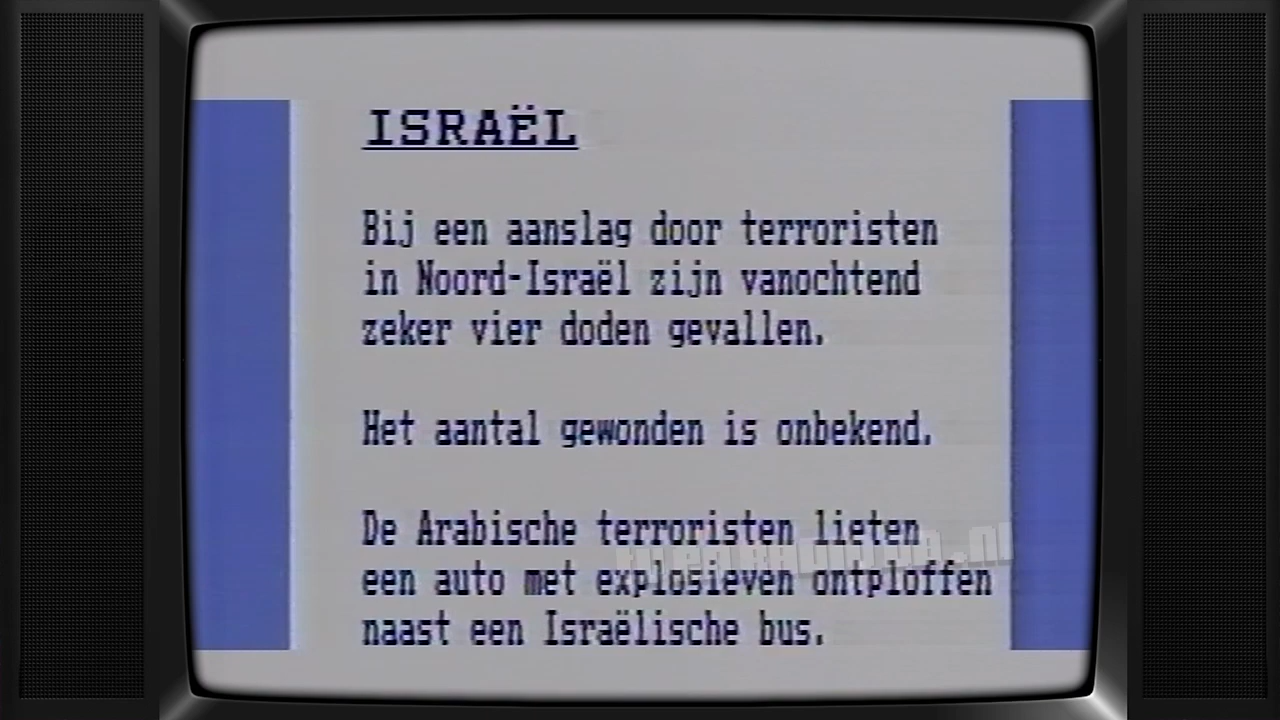 ISRAËL
Bij een aanslag door terroristen
in Noord-Israël zijn vanochtend
zeker vier doden gevallen.
Het aantal gewonden is onbekend.
De Arabische terroristen lieten
een auto met explosieven ontploffen
naast een Israëlische bus.